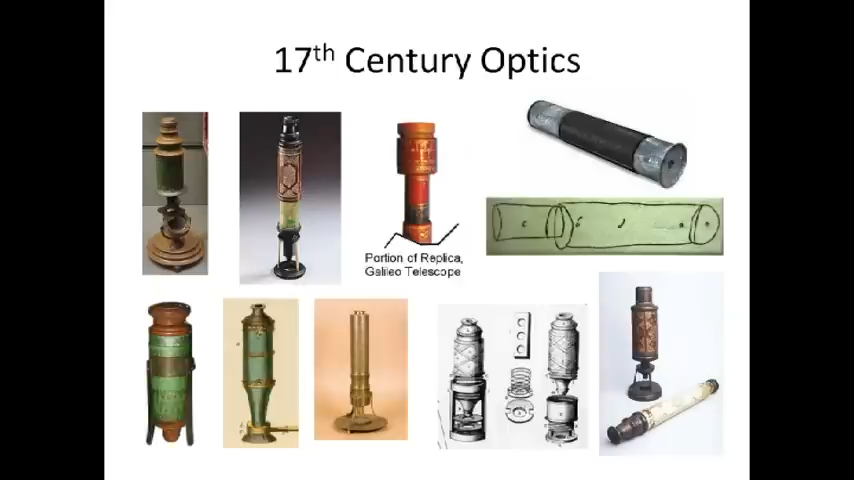 17th Century Optics
Portion of Replica,
Galileo Telescope